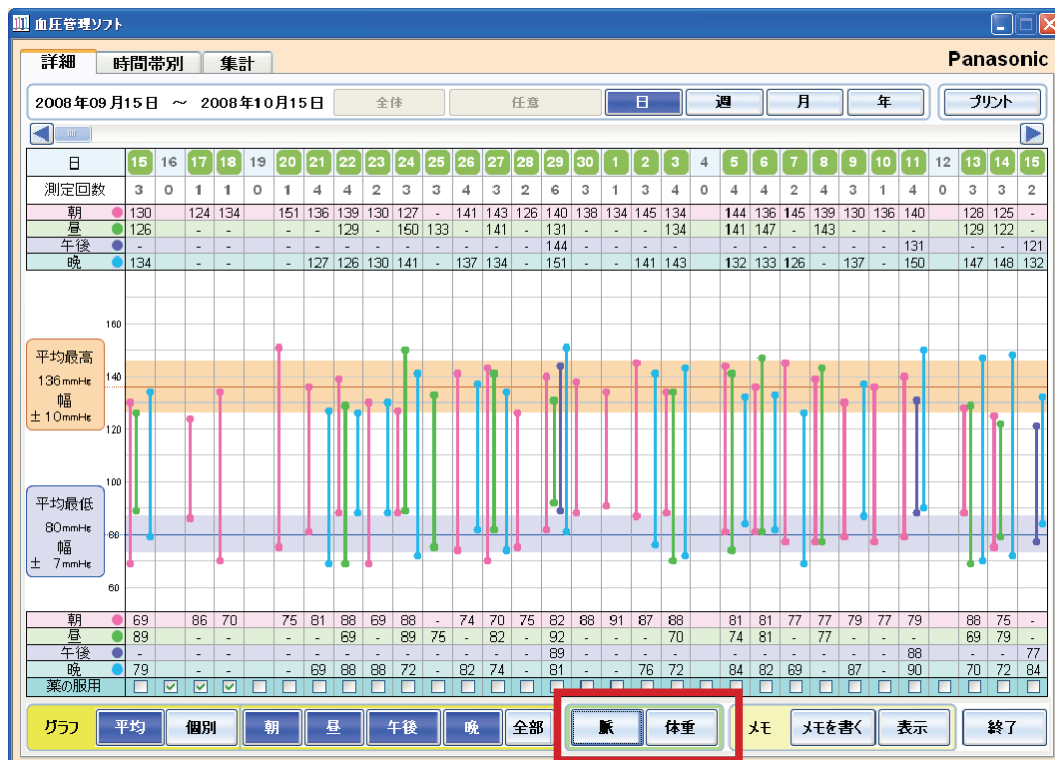 血圧管理ソフト
詳細 時間帯別 集計 Panasonic
2008年09月15日 ～ 2008年10月15日 全体 任意 日 週 月 年 プリント
日 15 16 17 18 19 20 21 22 23 24 25 26 27 28 29 30 1 2 3 4 5 6 7 8 9 10 11 12 13 14 15
測定回数 3 0 1 1 0 1 4 4 2 3 3 4 3 2 6 3 1 3 4 0 4 4 2 4 3 1 4 0 3 3 2
朝 130 124 134 151 136 139 130 127 - 141 143 126 140 138 134 145 134 144 136 145 139 130 136 140 128 125 -
昼 126 - - - - 129 - 150 133 - 141 - 131 - - - 134 141 147 - 143 - - - 129 122 -
午後 - - - - - - - - - - - - 144 - - - - - - - - - - 131 - - 121
晩 134 - - - 127 126 130 141 - 137 134 - 151 - - 141 143 132 133 126 - 137 - 150 147 148 132
160
平均最高
136mmHg
幅
±10mmHg
140
120
100
平均最低
80mmHg
幅
± 7mmHg
80
60
朝 69 86 70 75 81 88 69 88 - 74 70 75 82 88 91 87 88 81 81 77 77 79 77 79 88 75 -
昼 89 - - - - 69 - 89 75 - 82 - 92 - - - 70 74 81 - 77 - - - 69 79 -
午後 - - - - - - - - - - - - 89 - - - - - - - - - - 88 - - 77
晩 79 - - - 69 88 88 72 - 82 74 - 81 - - 76 72 84 82 69 - 87 - 90 70 72 84
薬の服用
グラフ 平均 個別 朝 昼 午後 晩 全部 脈 体重 メモ メモを書く 表示 終了